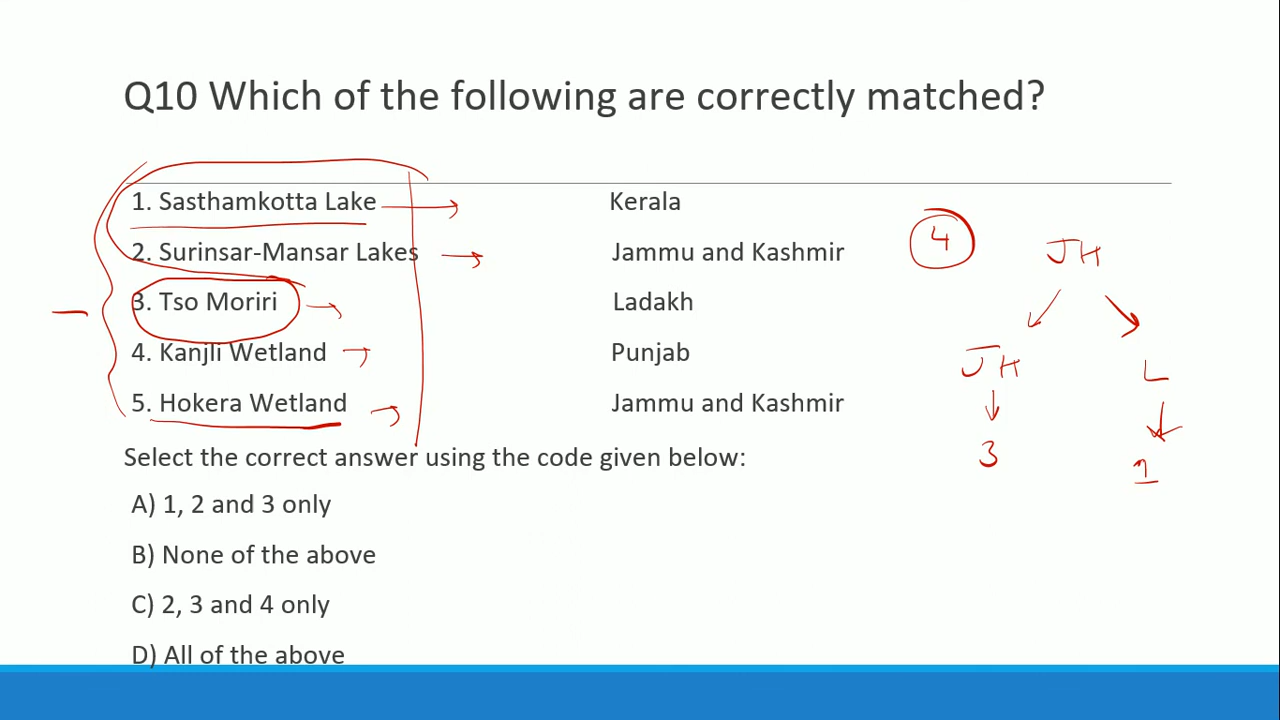 Q10 Which of the following are correctly matched?
1. Sasthamkotta Lake Kerala
2. Surinsar-Mansar Lakes Jammu and Kashmir
3. Tso Moriri Ladakh
4. Kanjli Wetland Punjab
5. Hokera Wetland Jammu and Kashmir
4
JH
JH L
3 1
Select the correct answer using the code given below:
A) 1, 2 and 3 only
B) None of the above
C) 2, 3 and 4 only
D) All of the above